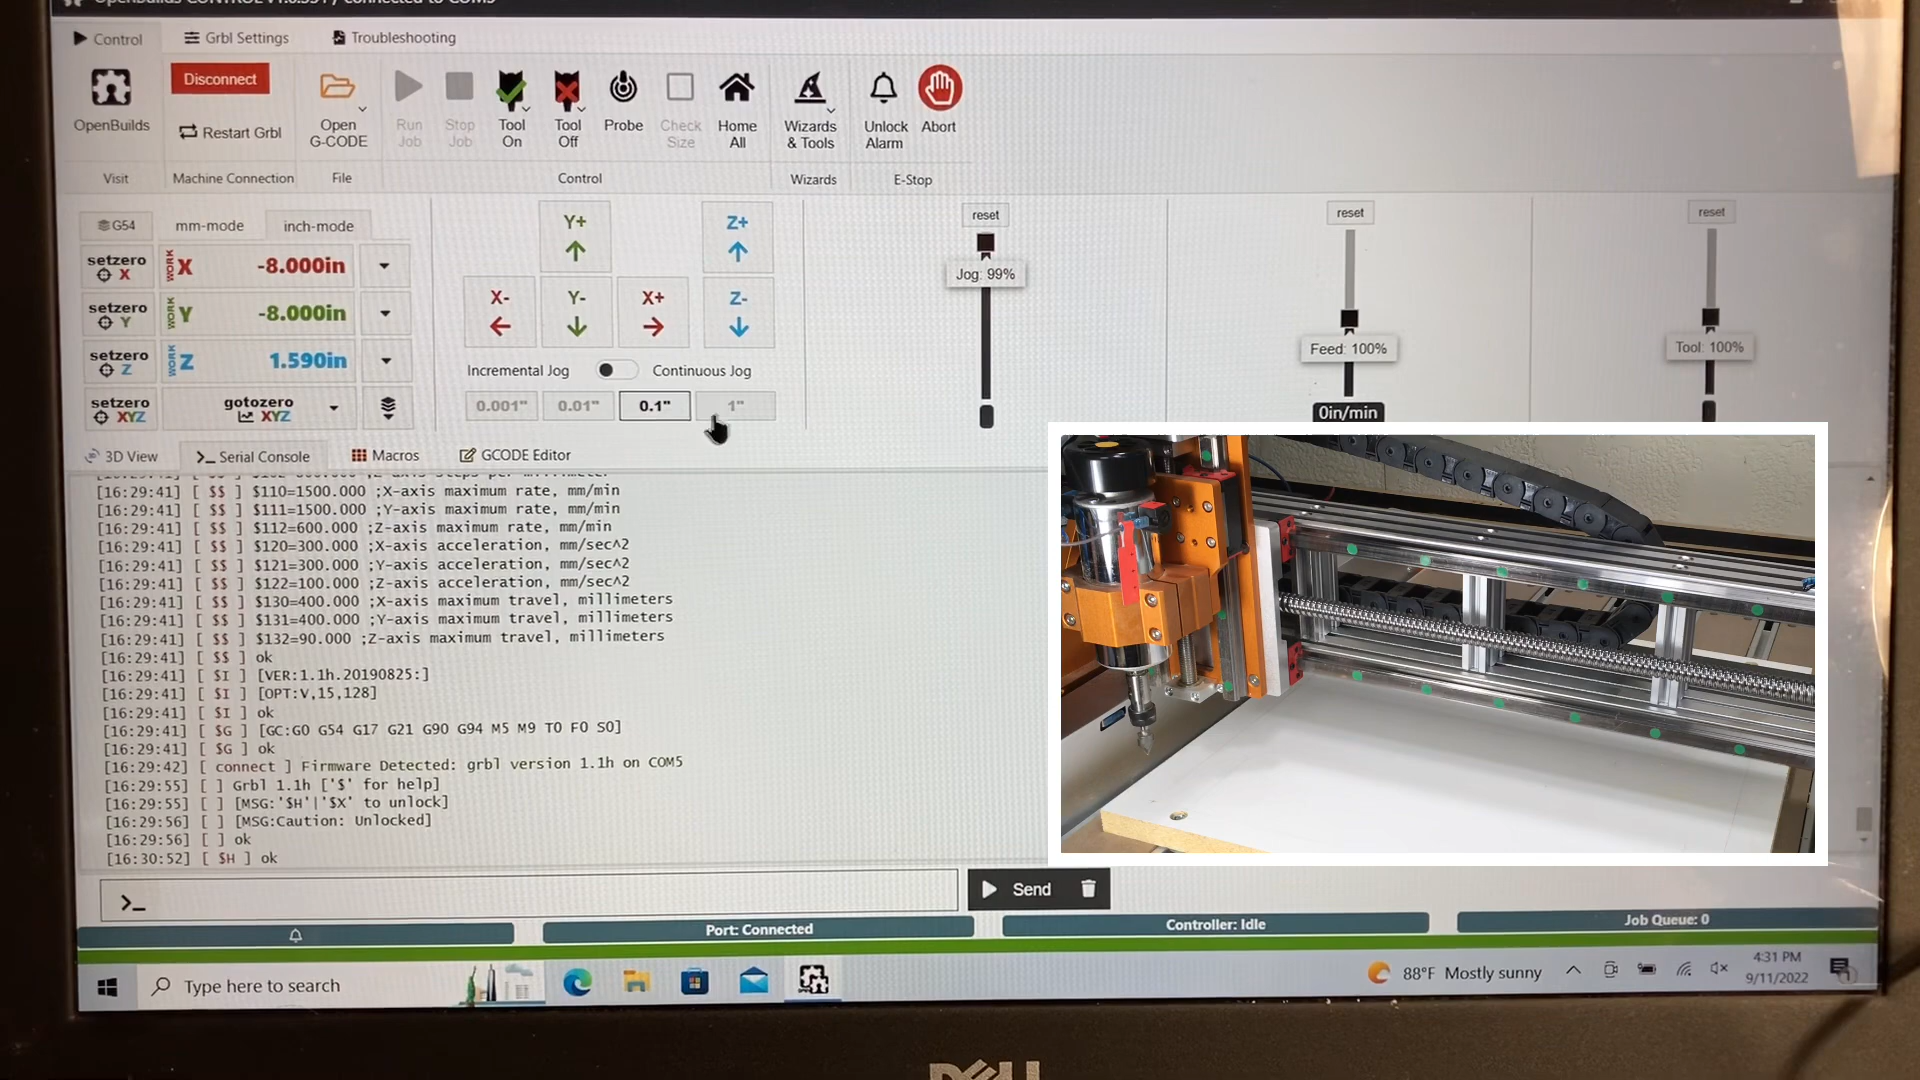 OpenBuilds CONTROL
Control
Grbl Settings
Troubleshooting
OpenBuilds
Disconnect
Restart Grbl
Open G-CODE
Run Job
Stop Job
Tool On
Tool Off
Probe
Check Size
Home All
Wizards & Tools
Unlock Alarm
Abort
Visit
Machine Connection
File
Control
Wizards
E-Stop
G54
mm-mode
inch-mode
setzero X
WORK X
-8.000in
setzero Y
WORK Y
-8.000in
setzero Z
WORK Z
1.590in
setzero XYZ
gotozero XYZ
Y+
Z+
X-
Y-
X+
Z-
Incremental Jog
Continuous Jog
0.001"
0.01"
0.1"
1"
reset
Jog: 99%
reset
Feed: 100%
0in/min
reset
Tool: 100%
3D View
Serial Console
Macros
GCODE Editor
[16:29:41] [ $$ ] $110=1500.000 ;X-axis maximum rate, mm/min
[16:29:41] [ $$ ] $111=1500.000 ;Y-axis maximum rate, mm/min
[16:29:41] [ $$ ] $112=600.000 ;Z-axis maximum rate, mm/min
[16:29:41] [ $$ ] $120=300.000 ;X-axis acceleration, mm/sec^2
[16:29:41] [ $$ ] $121=300.000 ;Y-axis acceleration, mm/sec^2
[16:29:41] [ $$ ] $122=100.000 ;Z-axis acceleration, mm/sec^2
[16:29:41] [ $$ ] $130=400.000 ;X-axis maximum travel, millimeters
[16:29:41] [ $$ ] $131=400.000 ;Y-axis maximum travel, millimeters
[16:29:41] [ $$ ] $132=90.000 ;Z-axis maximum travel, millimeters
[16:29:41] [ $$ ] ok
[16:29:41] [ $I ] [VER:1.1h.20190825:]
[16:29:41] [ $I ] [OPT:V,15,128]
[16:29:41] [ $I ] ok
[16:29:41] [ $G ] [GC:G0 G54 G17 G21 G90 G94 M5 M9 T0 F0 S0]
[16:29:41] [ $G ] ok
[16:29:42] [ connect ] Firmware Detected: grbl version 1.1h on COM5
[16:29:55] [ ] Grbl 1.1h ['$' for help]
[16:29:55] [ ] [MSG:'$H'|'$X' to unlock]
[16:29:56] [ ] [MSG:Caution: Unlocked]
[16:29:56] [ ] ok
[16:30:52] [ $H ] ok
>_
Send
Port: Connected
Controller: Idle
Job Queue: 0
Type here to search
88°F Mostly sunny
4:31 PM
9/11/2022
DELL